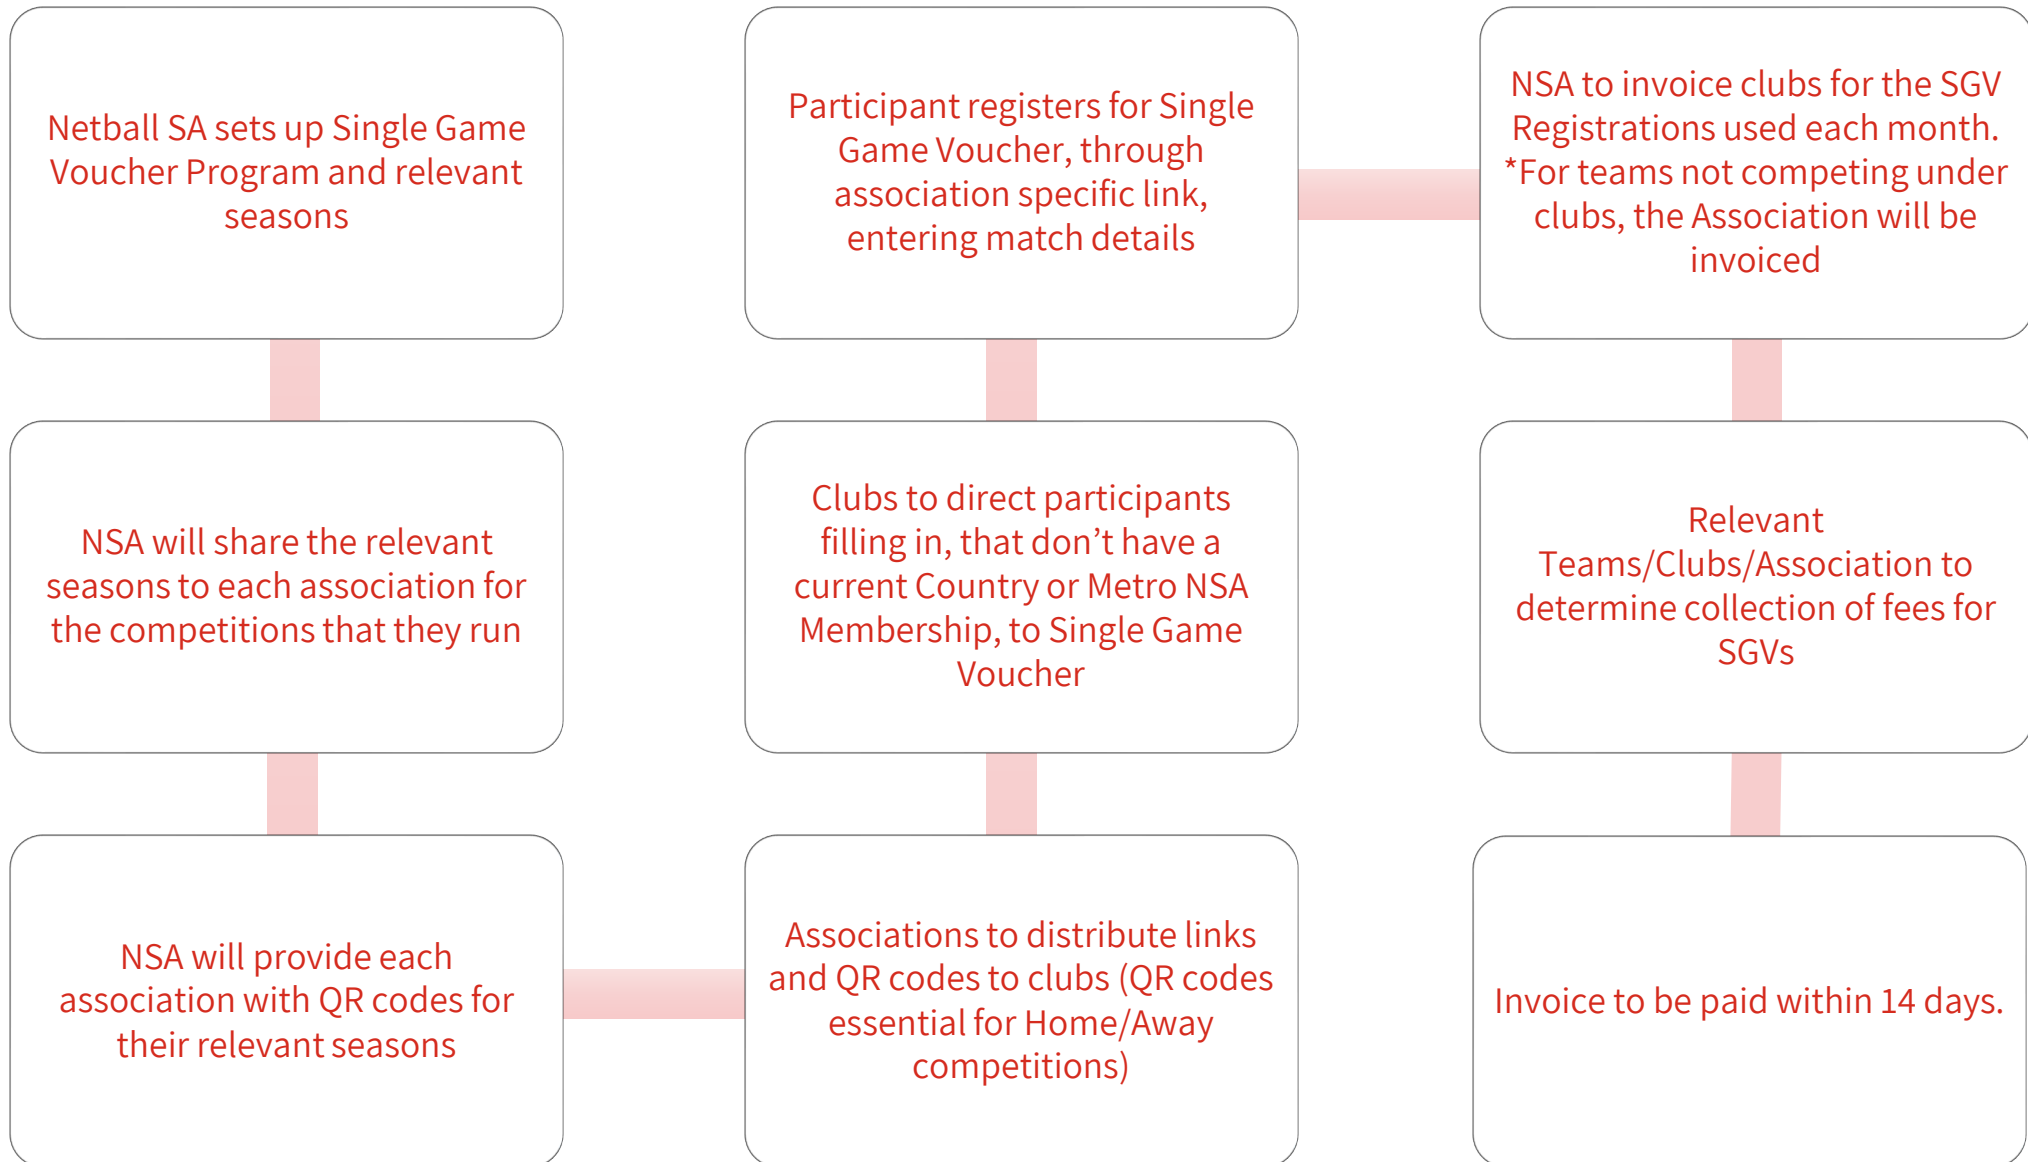 Netball SA sets up Single Game
Voucher Program and relevant
seasons
NSA will share the relevant
seasons to each association for
the competitions that they run
NSA will provide each
association with QR codes for
their relevant seasons
Associations to distribute links
and QR codes to clubs (QR codes
essential for Home/Away
competitions)
Clubs to direct participants
filling in, that don’t have a
current Country or Metro NSA
Membership, to Single Game
Voucher
Participant registers for Single
Game Voucher, through
association specific link,
entering match details
NSA to invoice clubs for the SGV
Registrations used each month.
*For teams not competing under
clubs, the Association will be
invoiced
Relevant
Teams/Clubs/Association to
determine collection of fees for
SGVs
Invoice to be paid within 14 days.